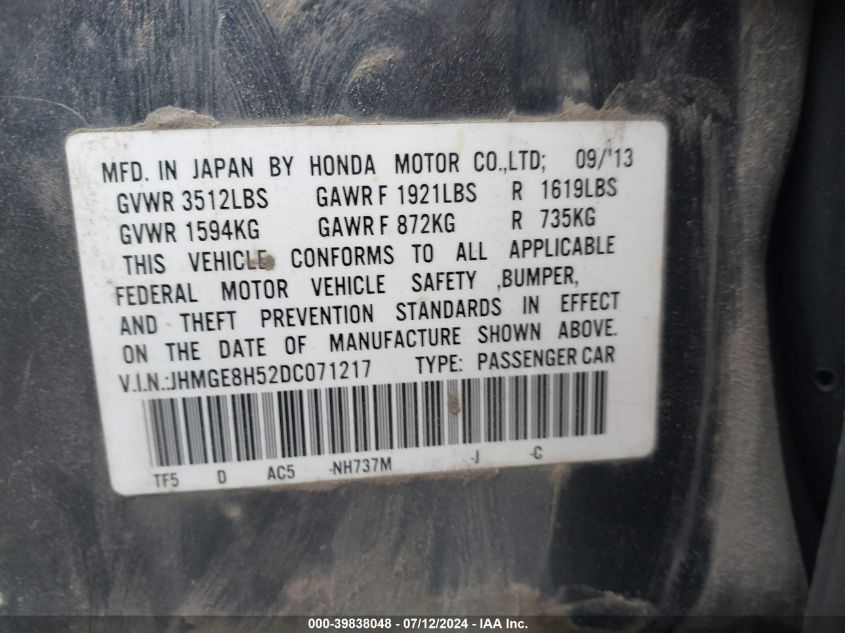 MFD. IN JAPAN BY HONDA MOTOR CO.,LTD; 09/'13
GVWR 3512LBS GAWR F 1921LBS R 1619LBS
GVWR 1594KG GAWR F 872KG R 735KG
THIS VEHICLE CONFORMS TO ALL APPLICABLE
FEDERAL MOTOR VEHICLE SAFETY ,BUMPER,
AND THEFT PREVENTION STANDARDS IN EFFECT
ON THE DATE OF MANUFACTURE SHOWN ABOVE.
V.I.N.:JHMGE8H52DC071217 TYPE: PASSENGER CAR
TF5 D AC5 -NH737M -J -C
000-39838048 - 07/12/2024 - IAA Inc.